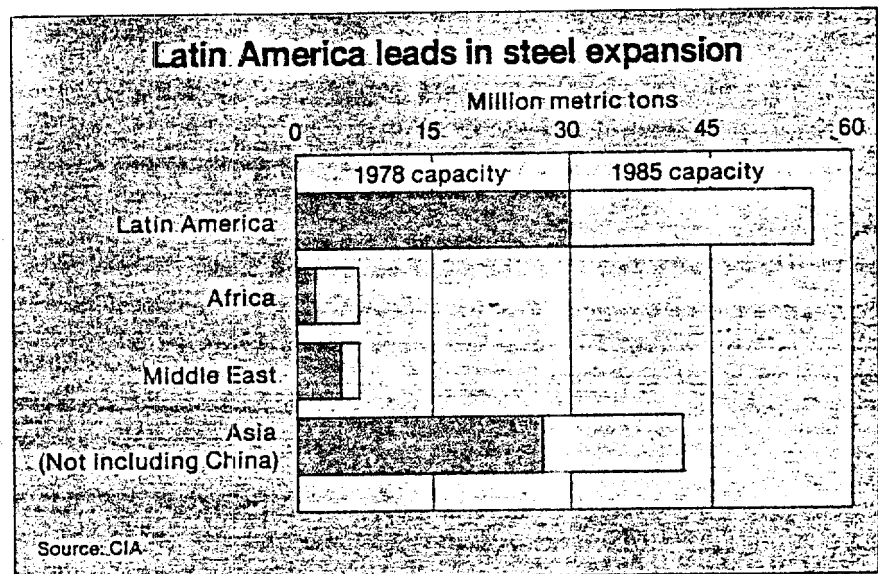 Latin America leads in steel expansion
Million metric tons
0 15 30 45 60
1978 capacity 1985 capacity
Latin America
Africa
Middle East
Asia
(Not including China)
Source: CIA